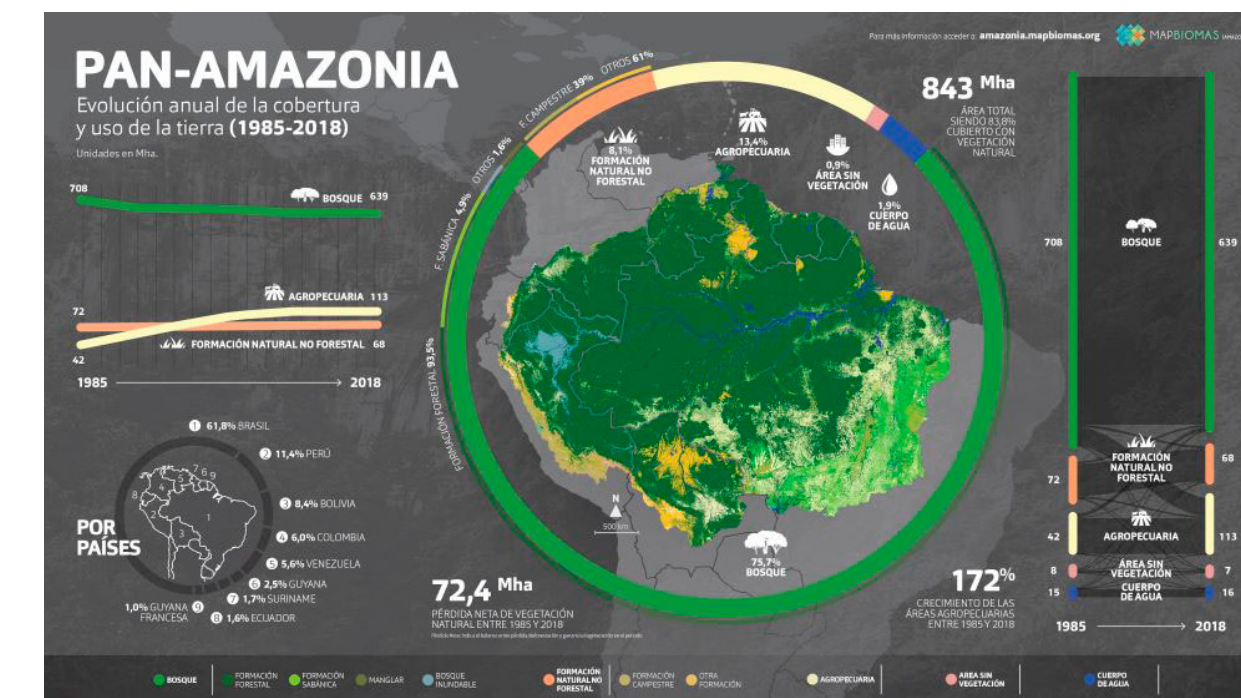 PAN-AMAZONIA
Evolución anual de la cobertura
y uso de la tierra (1985-2018)
Unidades en Mha.
Para más información acceder a: amazonia.mapbiomas.org
MAPBIOMAS
708
BOSQUE 639
AGROPECUARIA 113
72
FORMACIÓN NATURAL NO FORESTAL 68
42
1985
2018
POR
PAÍSES
1 61,8% BRASIL
2 11,4% PERÚ
3 8,4% BOLIVIA
4 6,0% COLOMBIA
5 5,6% VENEZUELA
6 2,5% GUYANA
7 1,7% SURINAME
8 1,6% ECUADOR
1,0% GUYANA 9
FRANCESA
1
2
3
4
5
7 6 9
8
FORMACIÓN FORESTAL 93,5%
F. SABÁNICA 4,9%
OTROS 1,6%
F. CAMPESTRE 39%
OTROS 61%
8,1%
FORMACIÓN
NATURAL NO
FORESTAL
13,4%
AGROPECUARIA
0,9%
ÁREA SIN
VEGETACIÓN
1,9%
CUERPO
DE AGUA
N
500 km
75,7%
BOSQUE
843 Mha
ÁREA TOTAL
SIENDO 83,8%
CUBIERTO CON
VEGETACIÓN
NATURAL
72,4 Mha
PÉRDIDA NETA DE VEGETACIÓN
NATURAL ENTRE 1985 Y 2018
172%
CRECIMIENTO DE LAS
ÁREAS AGROPECUARIAS
ENTRE 1985 Y 2018
708
BOSQUE
639
72
FORMACIÓN
NATURAL NO
FORESTAL
68
42
AGROPECUARIA
113
8
ÁREA SIN
VEGETACIÓN
7
15
CUERPO
DE AGUA
16
1985
2018
BOSQUE
FORMACIÓN
FORESTAL
FORMACIÓN
SABÁNICA
MANGLAR
BOSQUE
INUNDABLE
FORMACIÓN
NATURAL NO
FORESTAL
FORMACIÓN
CAMPESTRE
OTRA
FORMACIÓN
AGROPECUARIA
AREA SIN
VEGETACIÓN
CUERPO
DE AGUA